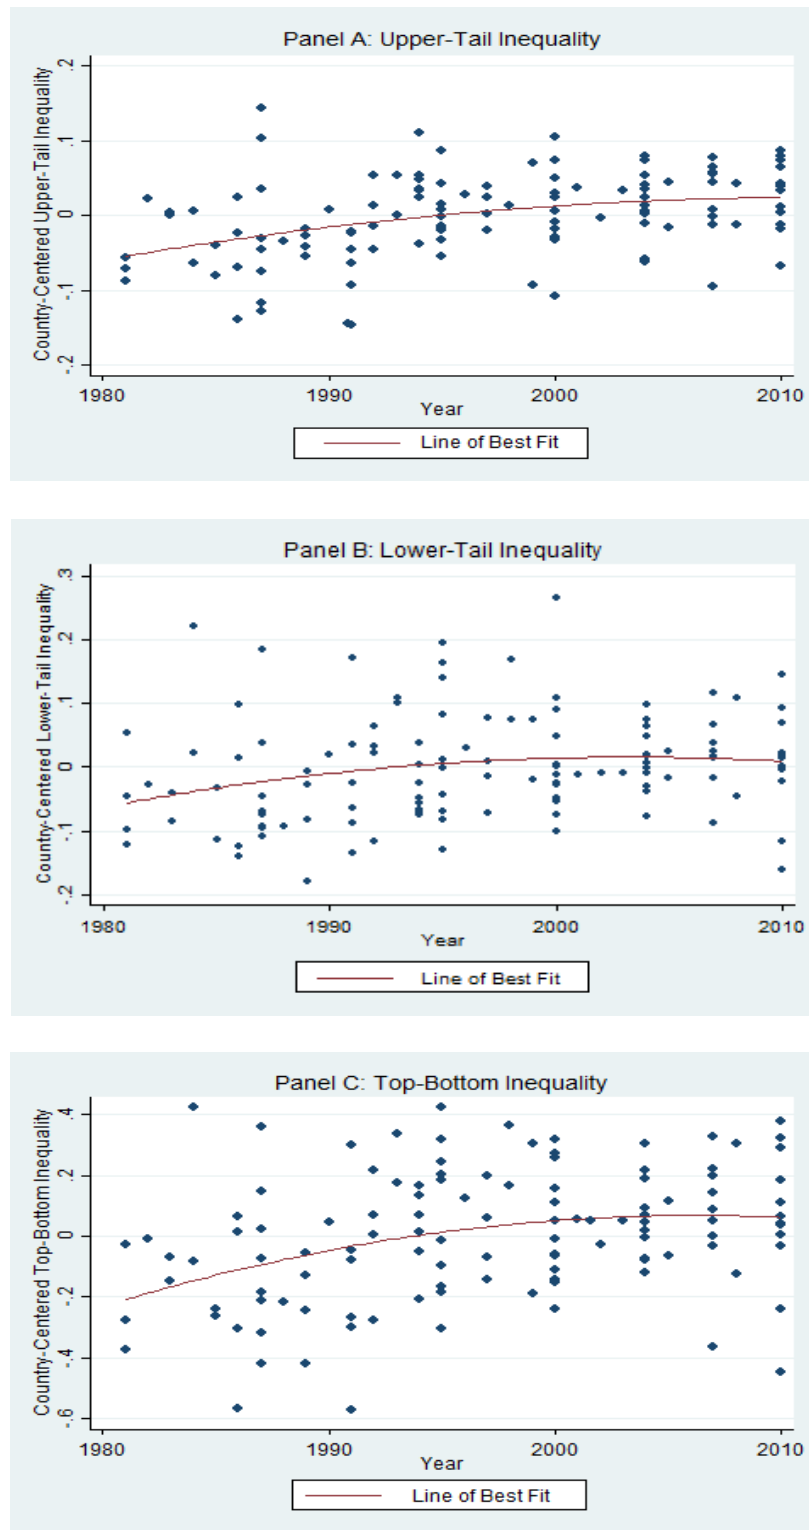 Panel A: Upper-Tail Inequality
Country-Centered Upper-Tail Inequality
.2
.1
0
-.1
-.2
1980 1990 2000 2010
Year
Line of Best Fit
Panel B: Lower-Tail Inequality
Country-Centered Lower-Tail Inequality
.3
.2
.1
0
-.1
-.2
1980 1990 2000 2010
Year
Line of Best Fit
Panel C: Top-Bottom Inequality
Country-Centered Top-Bottom Inequality
.4
.2
0
-.2
-.4
-.6
1980 1990 2000 2010
Year
Line of Best Fit